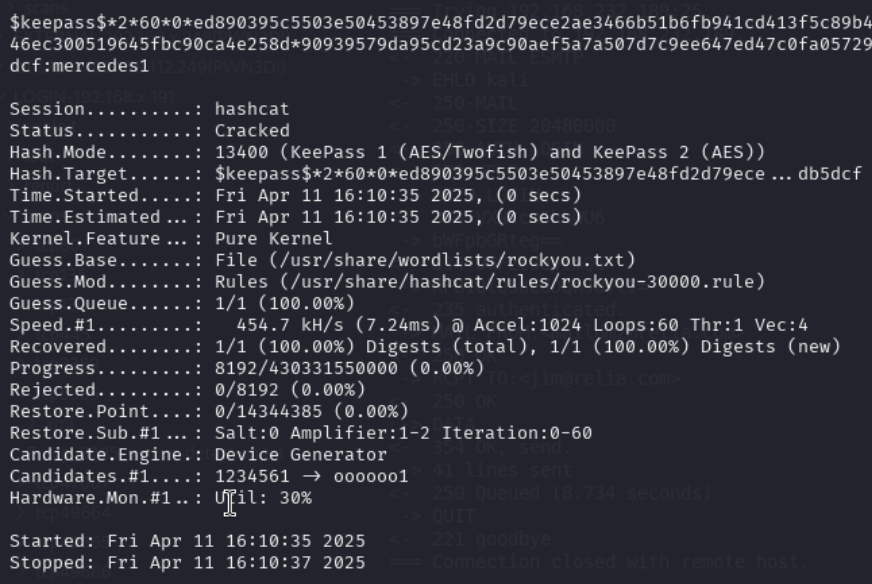 $keepass$*2*60*0*ed890395c5503e50453897e48fd2d79ece2ae3466b51b6fb941cd413f5c89b4
46ec300519645fbc90ca4e258d*90939579da95cd23a9c90aef5a7a507d7c9ee647ed47c0fa05729
dcf:mercedes1
Session..........: hashcat
Status...........: Cracked
Hash.Mode........: 13400 (KeePass 1 (AES/Twofish) and KeePass 2 (AES))
Hash.Target......: $keepass$*2*60*0*ed890395c5503e50453897e48fd2d79ece...db5dcf
Time.Started.....: Fri Apr 11 16:10:35 2025, (0 secs)
Time.Estimated...: Fri Apr 11 16:10:35 2025, (0 secs)
Kernel.Feature...: Pure Kernel
Guess.Base.......: File (/usr/share/wordlists/rockyou.txt)
Guess.Mod........: Rules (/usr/share/hashcat/rules/rockyou-30000.rule)
Guess.Queue......: 1/1 (100.00%)
Speed.#1.........:   454.7 kH/s (7.24ms) @ Accel:1024 Loops:60 Thr:1 Vec:4
Recovered........: 1/1 (100.00%) Digests (total), 1/1 (100.00%) Digests (new)
Progress.........: 8192/430331550000 (0.00%)
Rejected.........: 0/8192 (0.00%)
Restore.Point....: 0/14344385 (0.00%)
Restore.Sub.#1...: Salt:0 Amplifier:1-2 Iteration:0-60
Candidate.Engine.: Device Generator
Candidates.#1....: 1234561 -> oooooo1
Hardware.Mon.#1..: Util: 30%
Started: Fri Apr 11 16:10:35 2025
Stopped: Fri Apr 11 16:10:37 2025